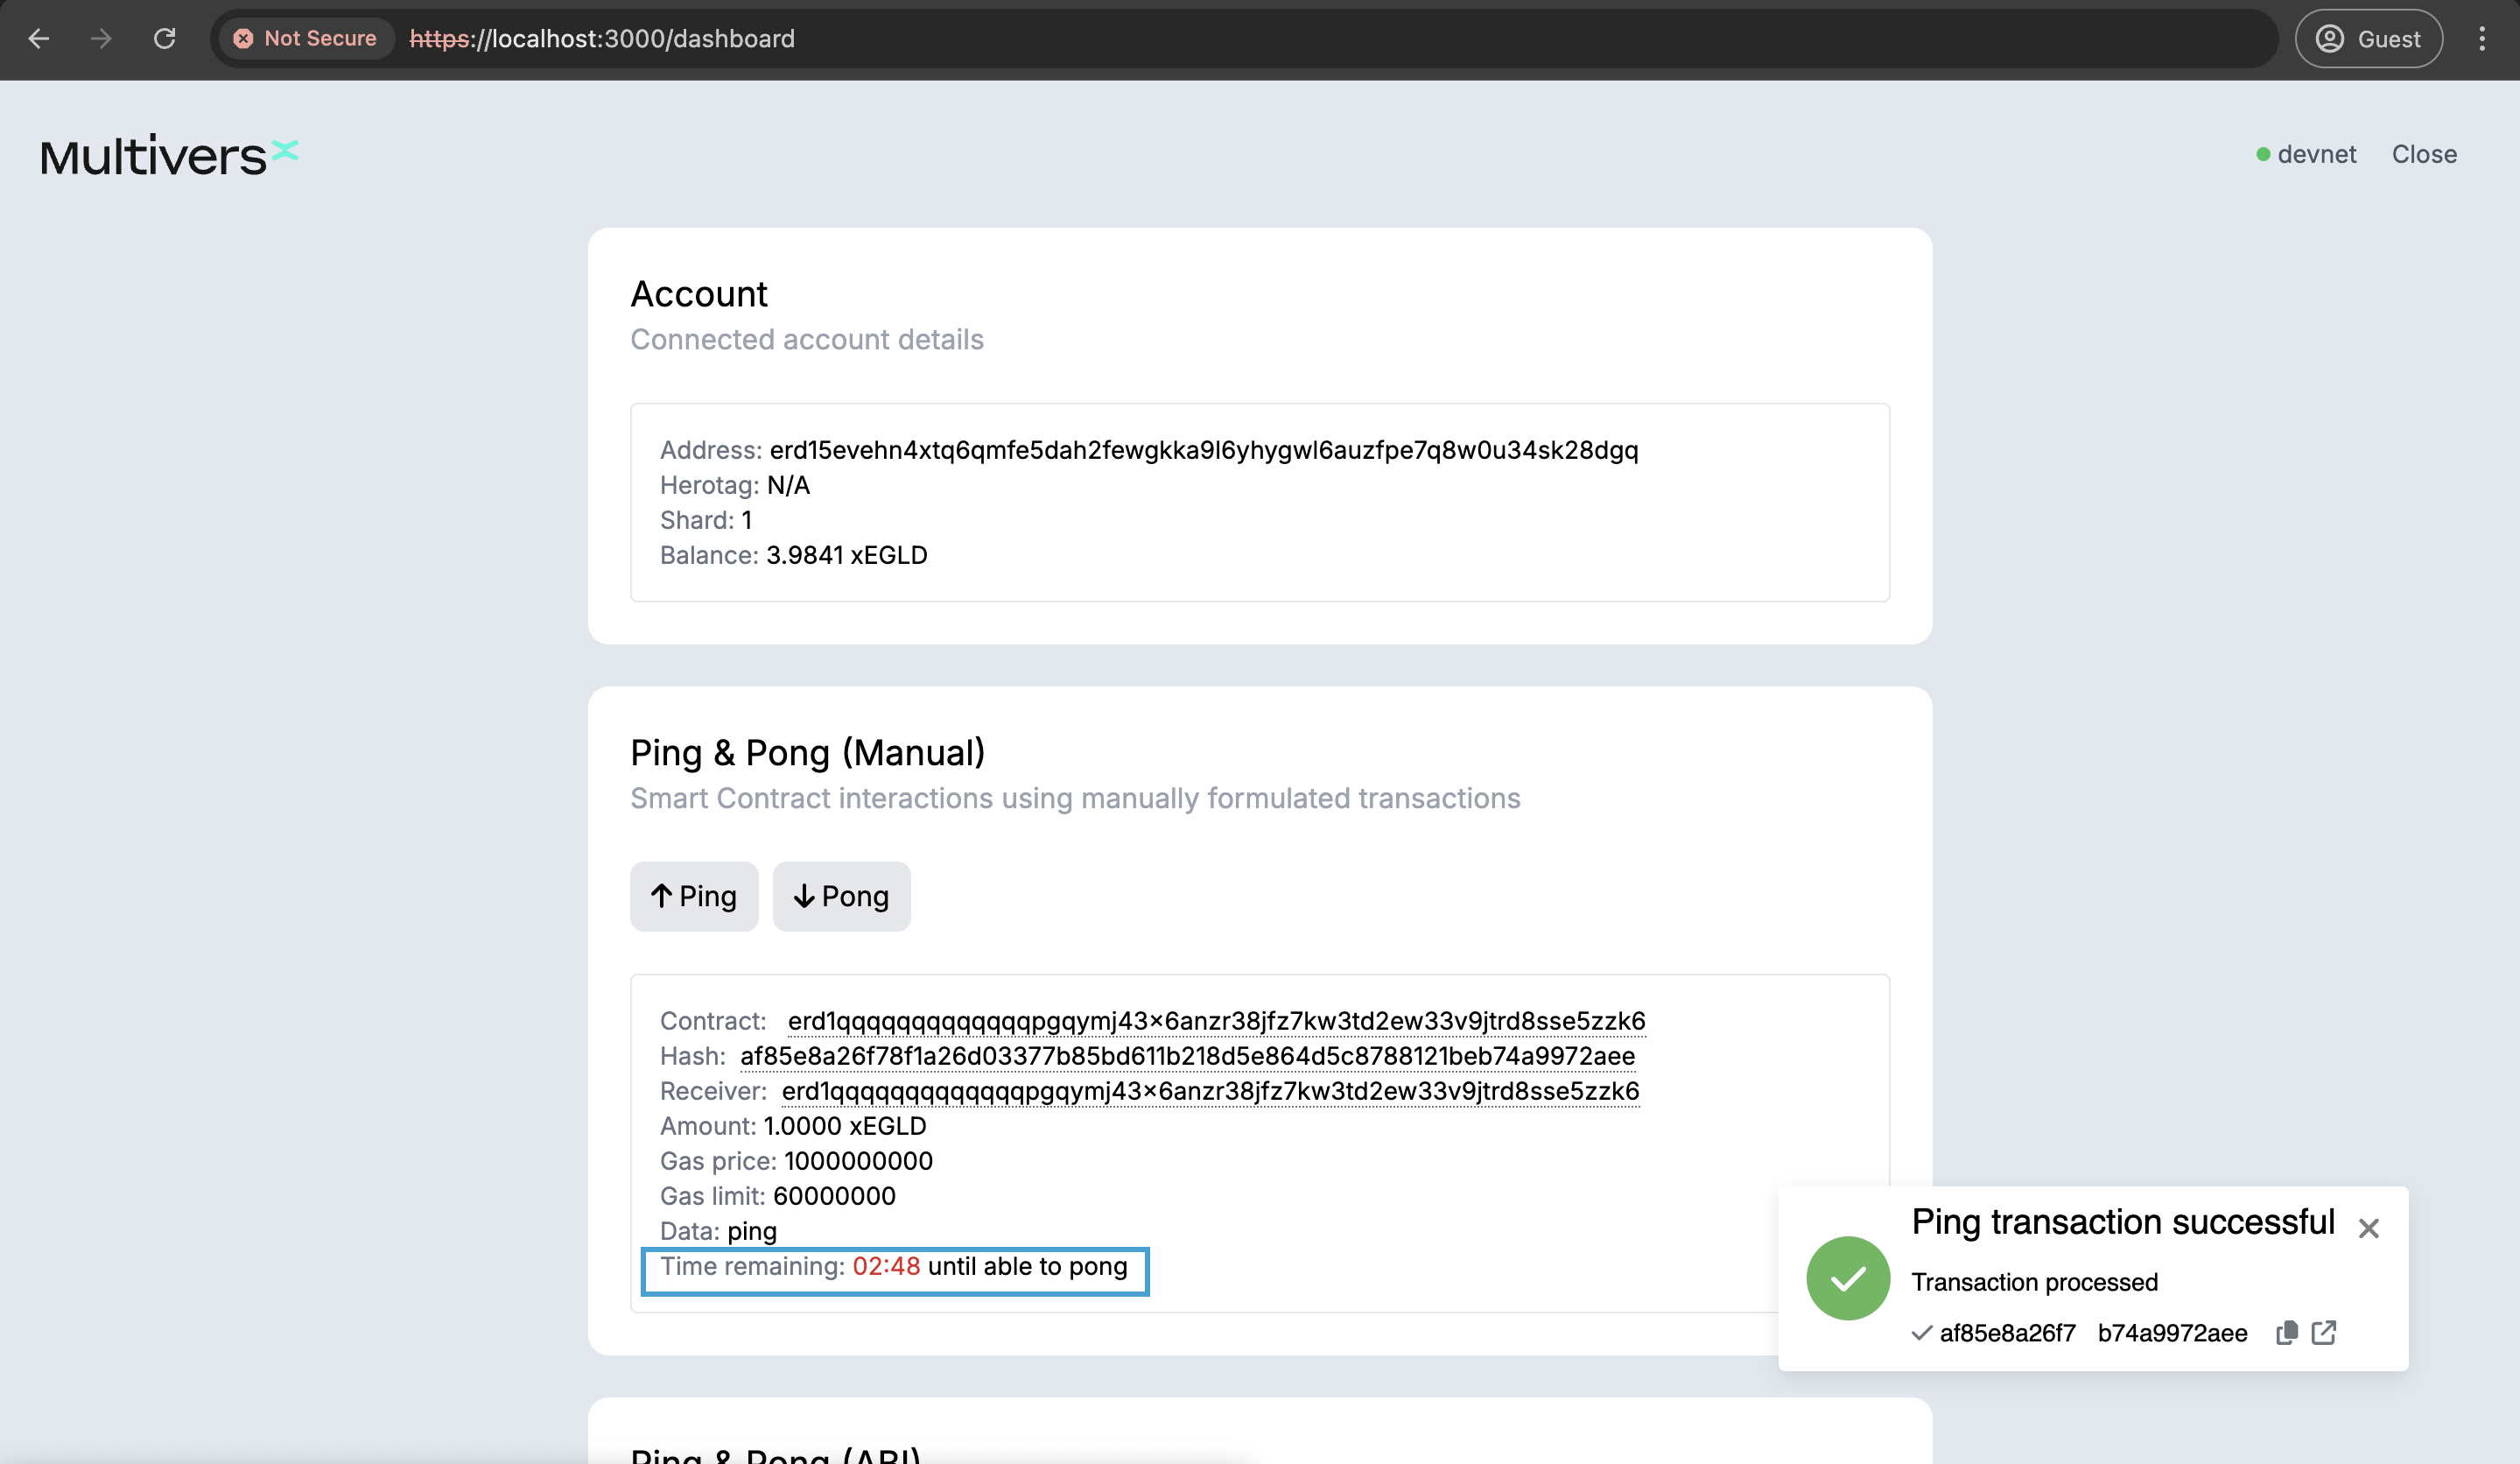 Not Secure https://localhost:3000/dashboard Guest
Multivers
devnet Close
Account
Connected account details
Address: erd15evehn4xtq6qmfe5dah2fewgkka9l6yhygwl6auzfpe7q8w0u34sk28dgq
Herotag: N/A
Shard: 1
Balance: 3.9841 xEGLD
Ping & Pong (Manual)
Smart Contract interactions using manually formulated transactions
Ping Pong
Contract: erd1qqqqqqqqqqqqqpgqymj43x6anzr38jfz7kw3td2ew33v9jtrd8sse5zzk6
Hash: af85e8a26f78f1a26d03377b85bd611b218d5e864d5c8788121beb74a9972aee
Receiver: erd1qqqqqqqqqqqqqpgqymj43x6anzr38jfz7kw3td2ew33v9jtrd8sse5zzk6
Amount: 1.0000 xEGLD
Gas price: 1000000000
Gas limit: 60000000
Data: ping
Time remaining: 02:48 until able to pong
Ping transaction successful
Transaction processed
af85e8a26f7 b74a9972aee
Ping & Pong (ABI)